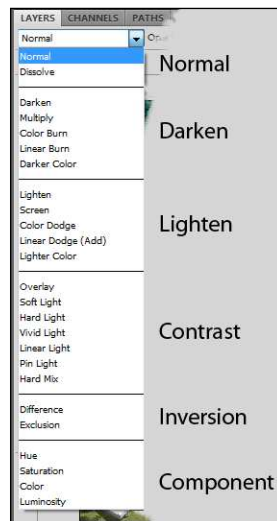 LAYERS CHANNELS PATHS
Normal
Normal
Dissolve
Normal
Darken
Multiply
Color Burn
Linear Burn
Darker Color
Darken
Lighten
Screen
Color Dodge
Linear Dodge (Add)
Lighter Color
Lighten
Overlay
Soft Light
Hard Light
Vivid Light
Linear Light
Pin Light
Hard Mix
Contrast
Difference
Exclusion
Inversion
Hue
Saturation
Color
Luminosity
Component